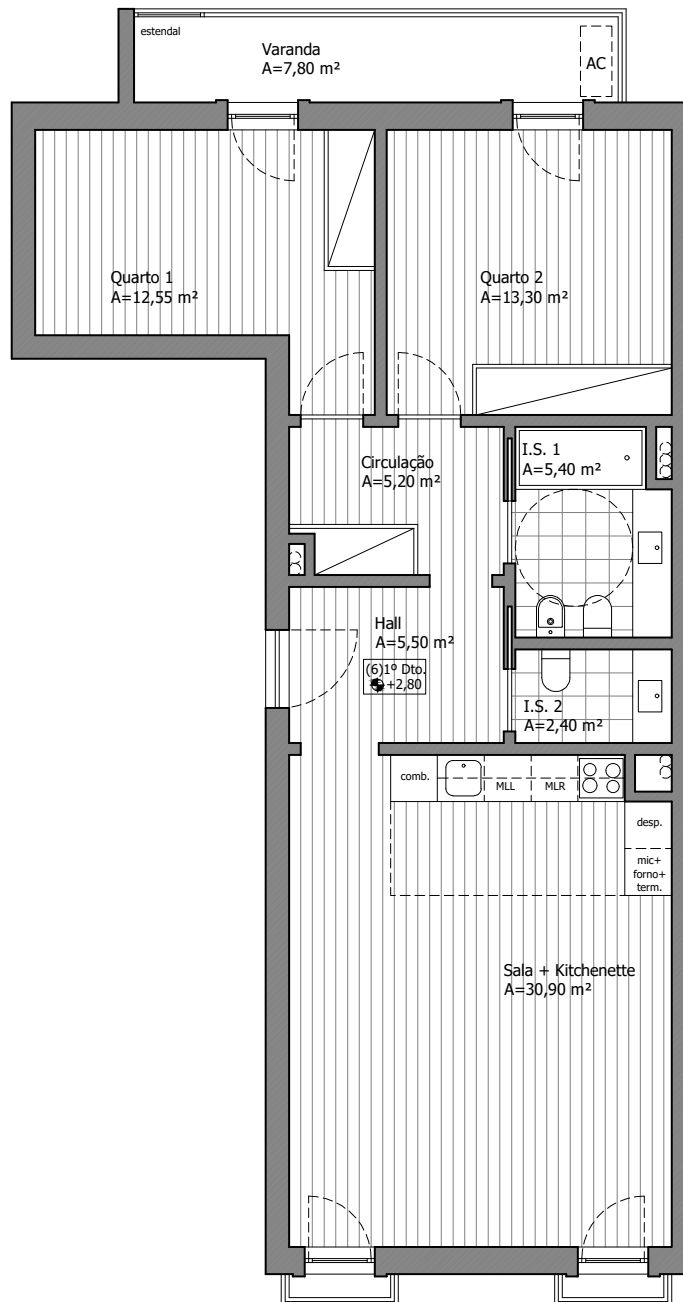 estendal
Varanda
A=7,80 m²
AC
Quarto 1
A=12,55 m²
Quarto 2
A=13,30 m²
Circulação
A=5,20 m²
I.S. 1
A=5,40 m²
Hall
A=5,50 m²
(6)1º Dto.
+2,80
I.S. 2
A=2,40 m²
comb.
MLL
MLR
desp.
mic+
forno+
term.
Sala + Kitchenette
A=30,90 m²